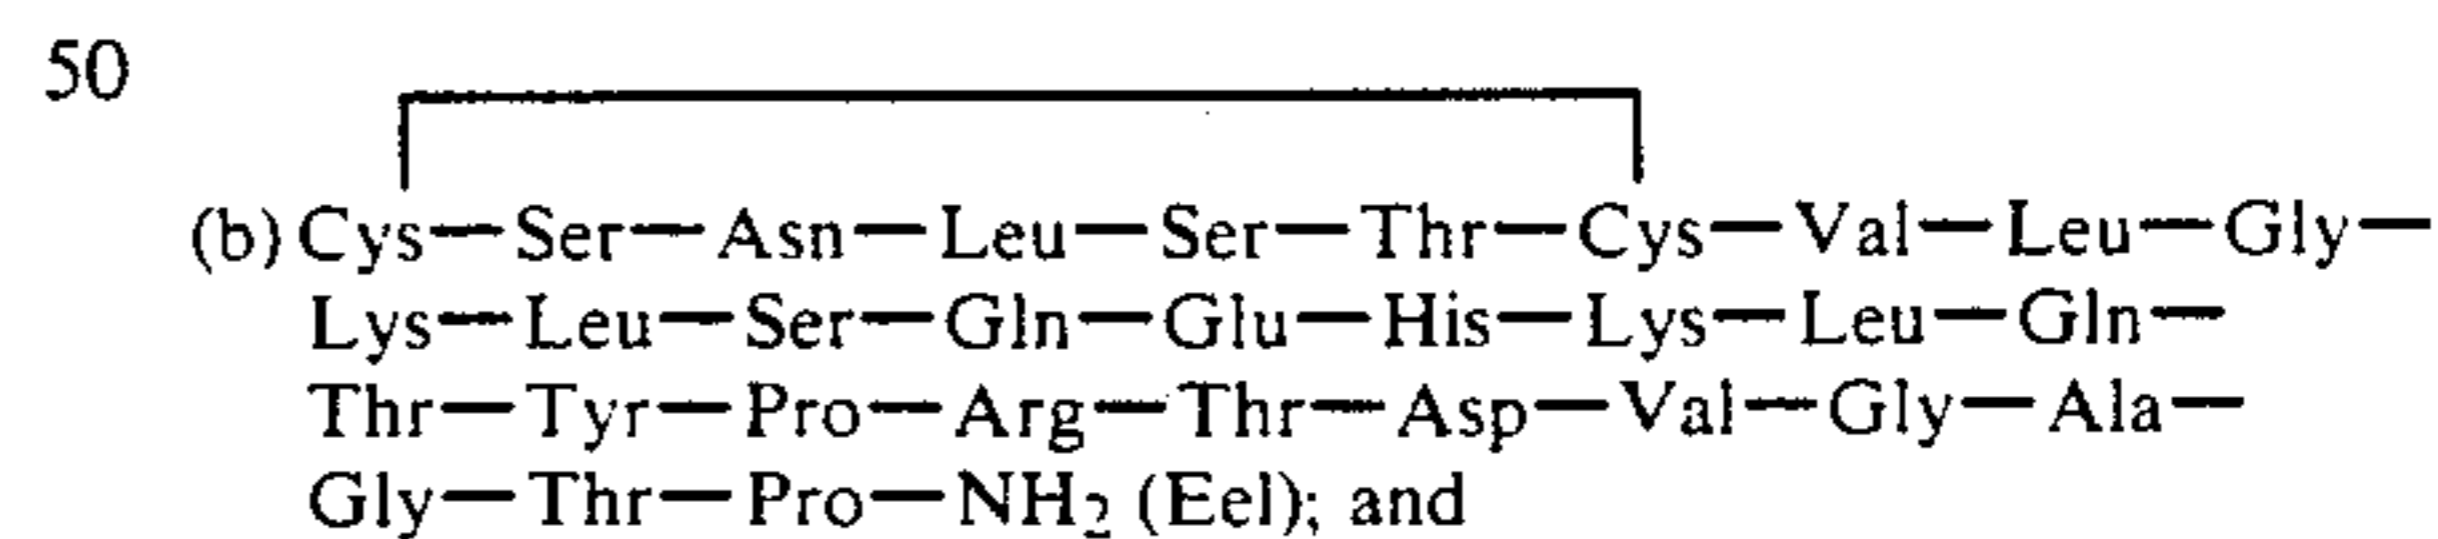 50
(b) Cys—Ser—Asn—Leu—Ser—Thr—Cys—Val—Leu—Gly—
Lys—Leu—Ser—Gln—Glu—His—Lys—Leu—Gln—
Thr—Tyr—Pro—Arg—Thr—Asp—Val—Gly—Ala—
Gly—Thr—Pro—NH₂ (Eel); and